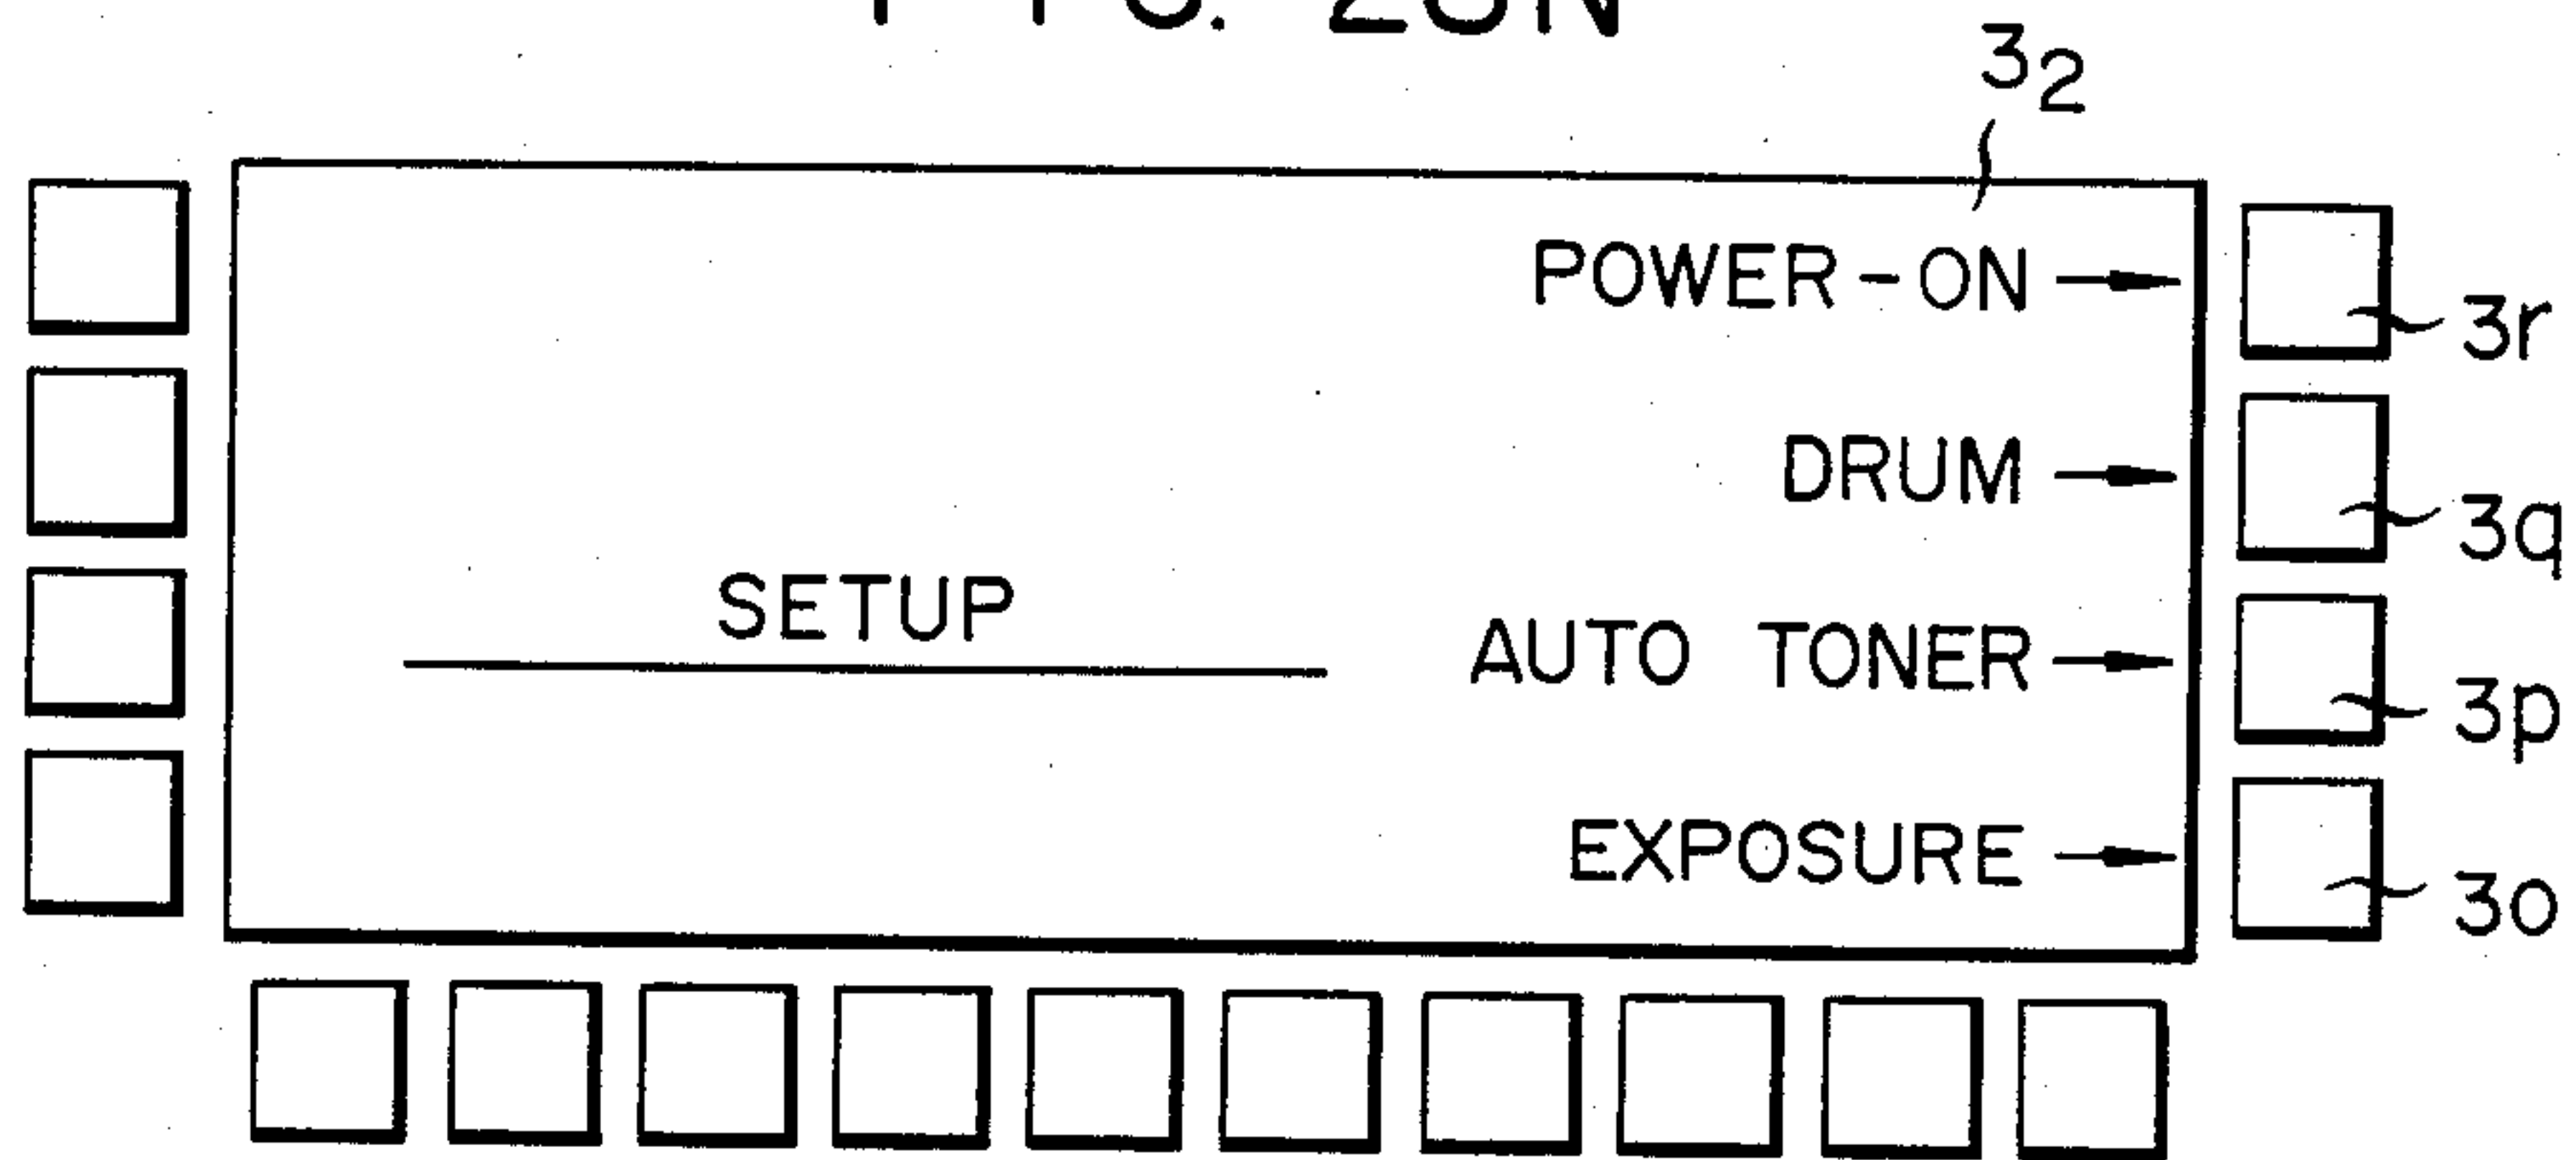 3₂
POWER-ON → 3r
DRUM → 3q
SETUP
AUTO TONER → 3p
EXPOSURE → 3o